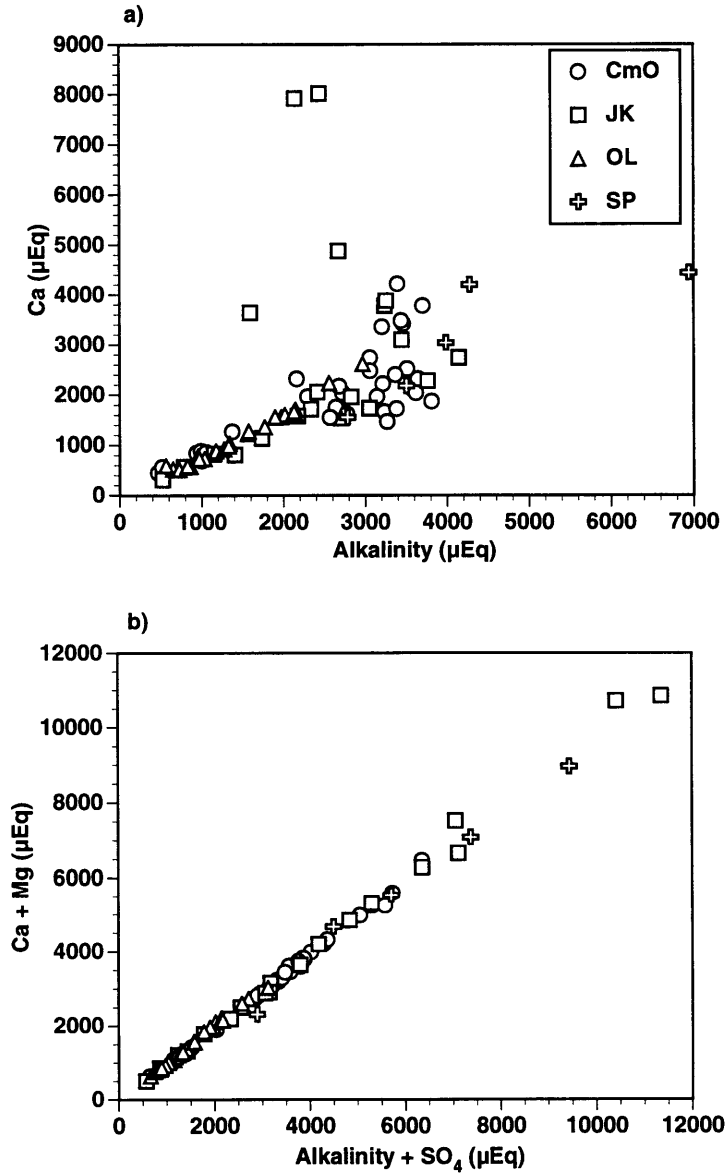 a)
9000
8000
7000
6000
5000
4000
3000
2000
1000
0
Ca (µEq)
CmO
JK
OL
SP
0 1000 2000 3000 4000 5000 6000 7000
Alkalinity (µEq)
b)
12000
10000
8000
6000
4000
2000
0
Ca + Mg (µEq)
0 2000 4000 6000 8000 10000 12000
Alkalinity + SO₄ (µEq)